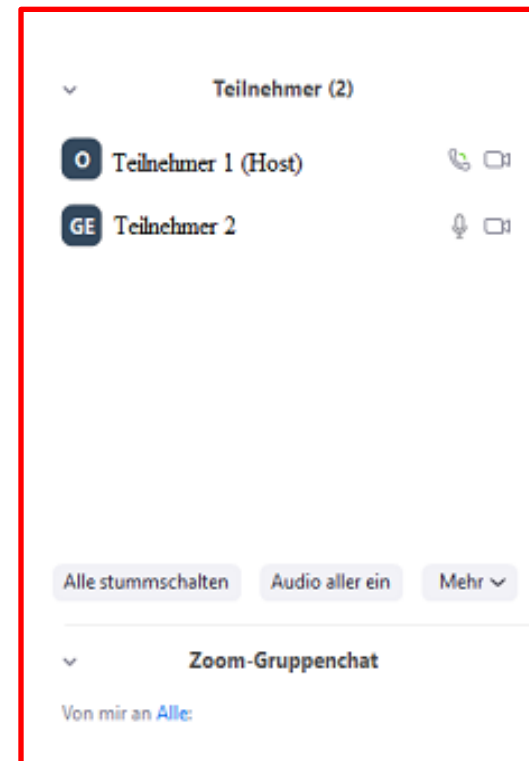 Teilnehmer (2)
O Teilnehmer 1 (Host)
GE Teilnehmer 2
Alle stummschalten Audio aller ein Mehr
Zoom-Gruppenchat
Von mir an Alle: